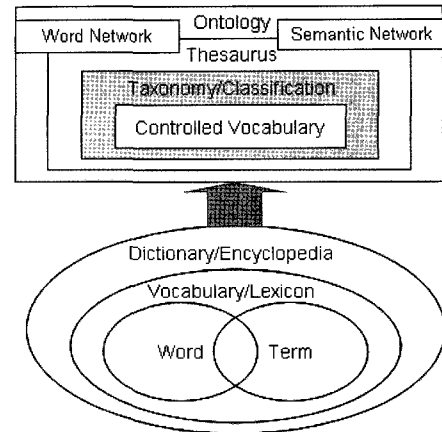 Ontology
Word Network
Semantic Network
Thesaurus
Taxonomy/Classification
Controlled Vocabulary
Dictionary/Encyclopedia
Vocabulary/Lexicon
Word Term